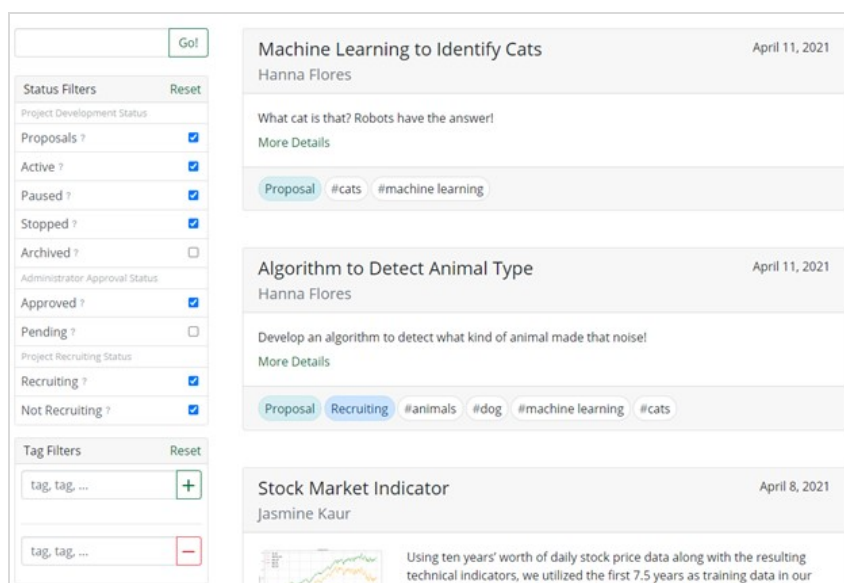 Go!
Status Filters Reset
Project Development Status
Proposals ?
Active ?
Paused ?
Stopped ?
Archived ?
Administrator Approval Status
Approved ?
Pending ?
Project Recruiting Status
Recruiting ?
Not Recruiting ?
Tag Filters Reset
tag, tag, ... +
tag, tag, ... −
Machine Learning to Identify Cats April 11, 2021
Hanna Flores
What cat is that? Robots have the answer!
More Details
Proposal #cats #machine learning
Algorithm to Detect Animal Type April 11, 2021
Hanna Flores
Develop an algorithm to detect what kind of animal made that noise!
More Details
Proposal Recruiting #animals #dog #machine learning #cats
Stock Market Indicator April 8, 2021
Jasmine Kaur
Using ten years' worth of daily stock price data along with the resulting
technical indicators, we utilized the first 7.5 years as training data in our